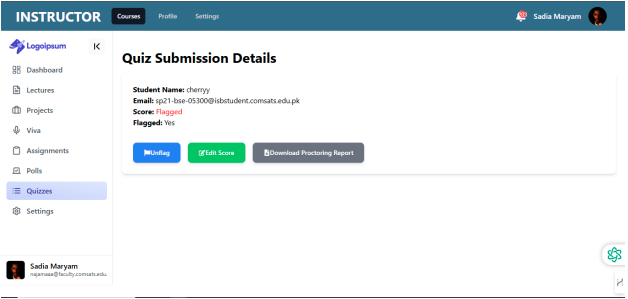 INSTRUCTOR
Courses
Profile
Settings
Sadia Maryam
Logoipsum
Dashboard
Lectures
Projects
Viva
Assignments
Polls
Quizzes
Settings
Quiz Submission Details
Student Name: cherryy
Email: sp21-bse-05300@isbstudent.comsats.edu.pk
Score: Flagged
Flagged: Yes
Unflag
Edit Score
Download Proctoring Report
Sadia Maryam
najamaaa@faculty.comsats.edu.